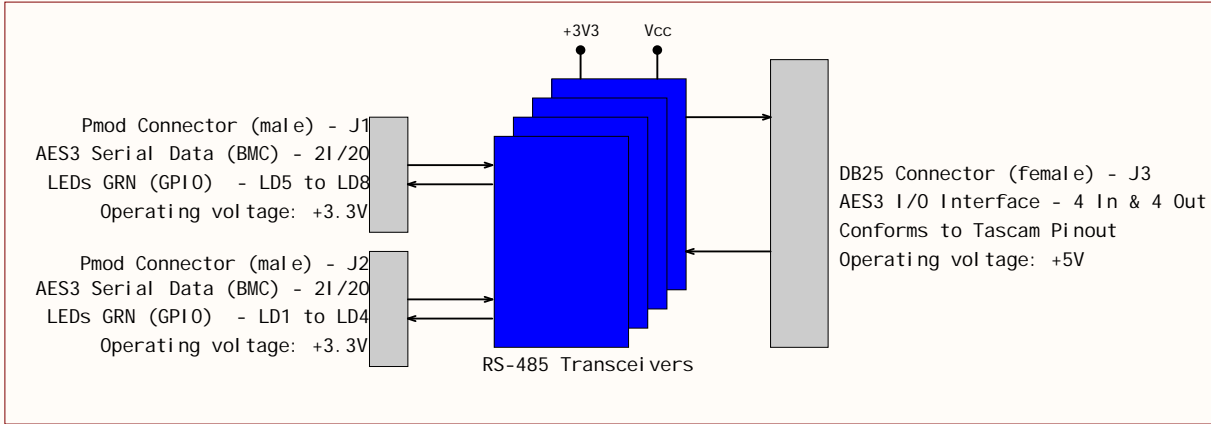 +3V3 Vcc
Pmod Connector (male) - J1
AES3 Serial Data (BMC) - 2I/2O
LEDs GRN (GPIO) - LD5 to LD8
Operating voltage: +3.3V
Pmod Connector (male) - J2
AES3 Serial Data (BMC) - 2I/2O
LEDs GRN (GPIO) - LD1 to LD4
Operating voltage: +3.3V
RS-485 Transceivers
DB25 Connector (female) - J3
AES3 I/O Interface - 4 In & 4 Out
Conforms to Tascam Pinout
Operating voltage: +5V